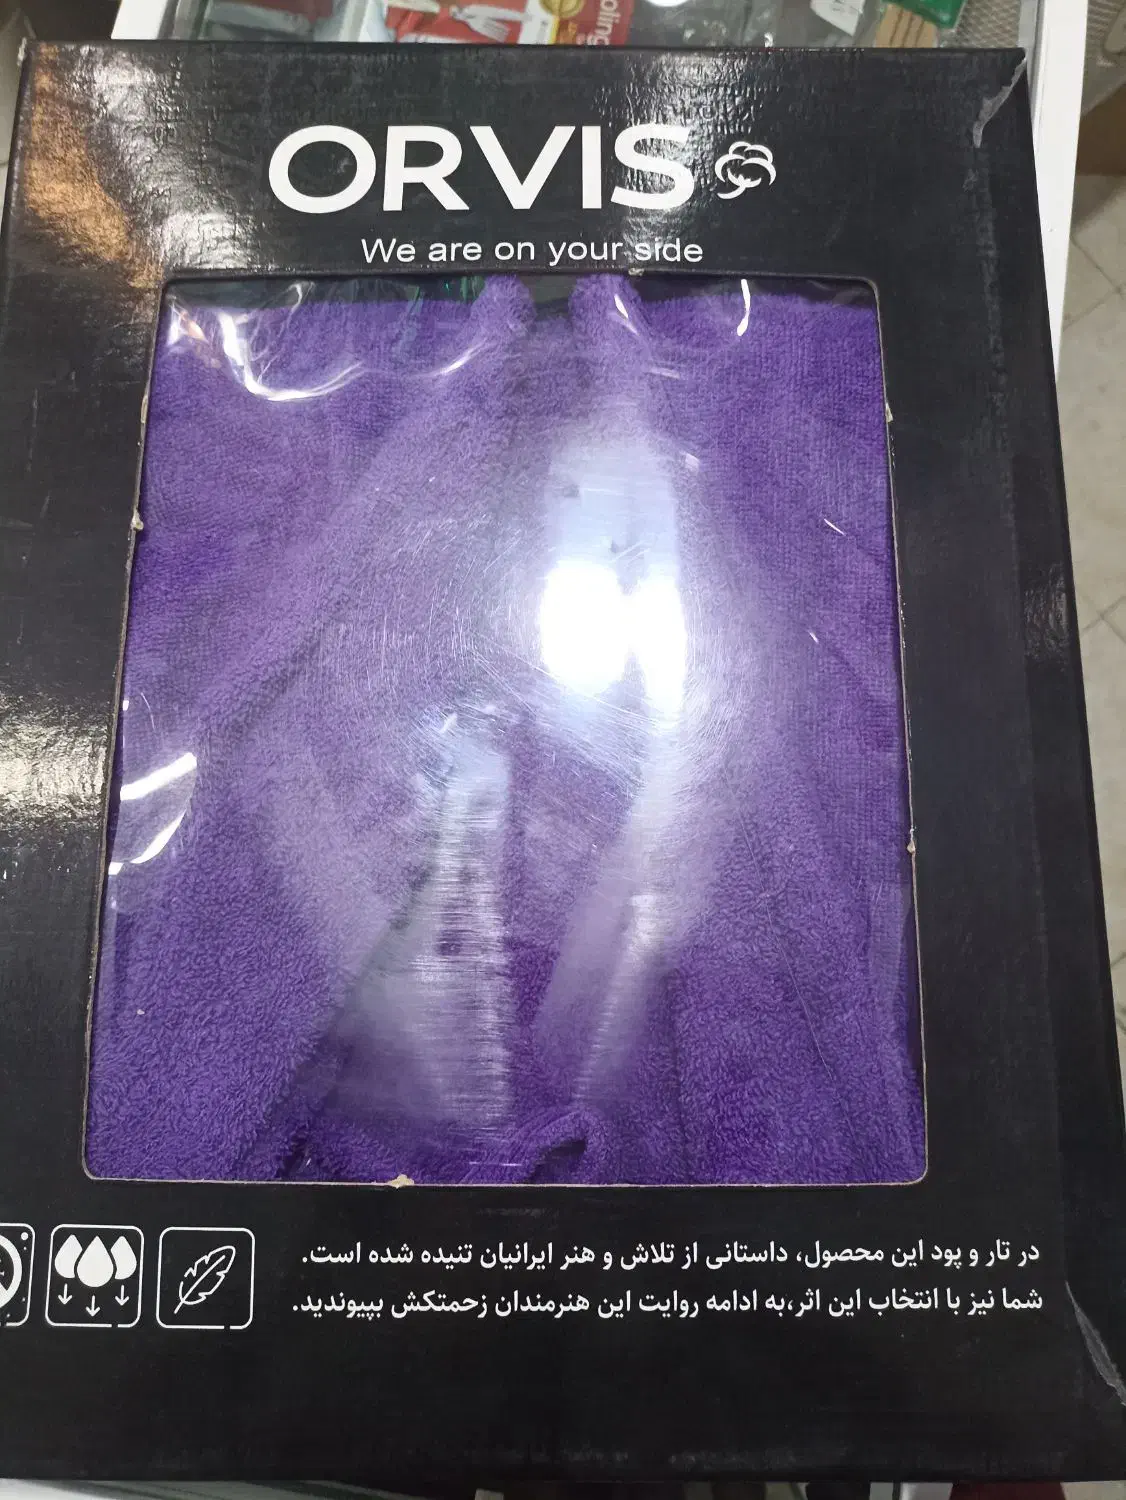 oling
ORVIS
We are on your side
در تار و پود این محصول، داستانی از تلاش و هنر ایرانیان تنیده شده است.
شما نیز با انتخاب این اثر،به ادامه روایت این هنرمندان زحمتکش بپیوندید.